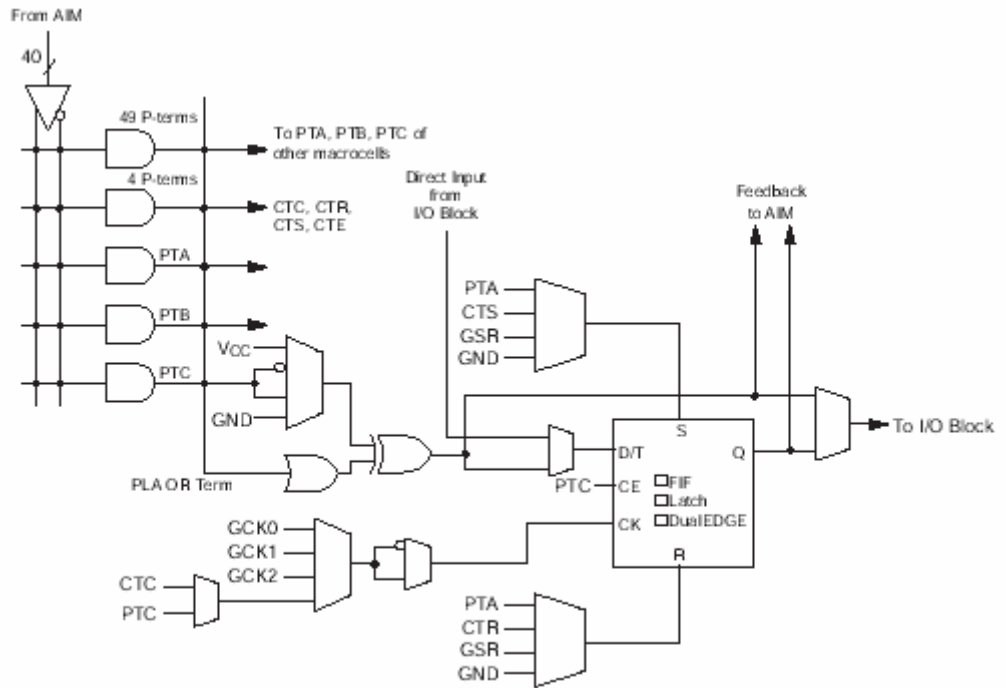 From AIM
40
49 P-terms
To PTA, PTB, PTC of
other macrocells
4 P-terms
CTC, CTR,
CTS, CTE
Direct Input
from
I/O Block
Feedback
to AIM
PTA
PTB
PTC
PTA
CTS
GSR
GND
VCC
GND
PLA OR Term
To I/O Block
S
D/T
Q
PTC
CE
FIF
Latch
DualEDGE
CK
R
GCK0
GCK1
GCK2
CTC
PTC
PTA
CTR
GSR
GND